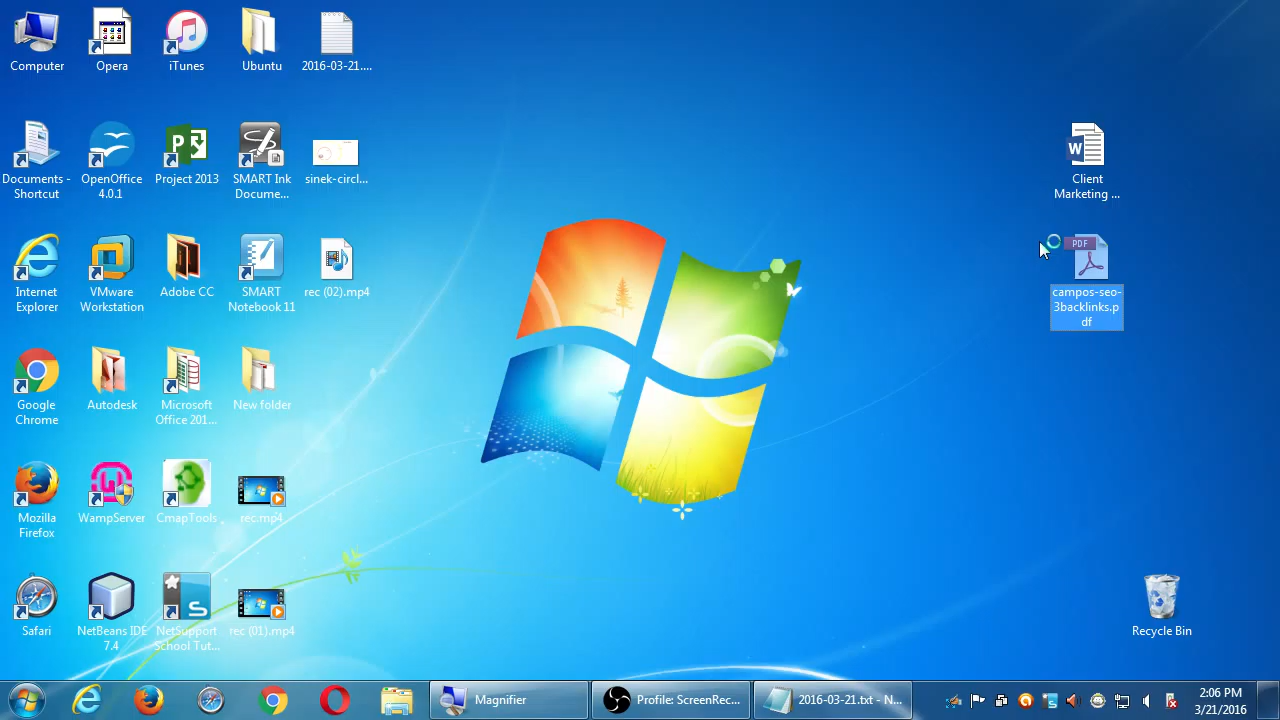 Computer
Opera
iTunes
Ubuntu
2016-03-21....
Documents -
Shortcut
OpenOffice
4.0.1
Project 2013
SMART Ink
Docume...
sinek-circl...
Client
Marketing ...
Internet
Explorer
VMware
Workstation
Adobe CC
SMART
Notebook 11
rec (02).mp4
PDF
campos-seo-
3backlinks.p
df
Google
Chrome
Autodesk
Microsoft
Office 201...
New folder
Mozilla
Firefox
WampServer
CmapTools
rec.mp4
Safari
NetBeans IDE
7.4
NetSupport
School Tut...
rec (01).mp4
Recycle Bin
Magnifier
Profile: ScreenRec...
2016-03-21.txt - N...
2:06 PM
3/21/2016